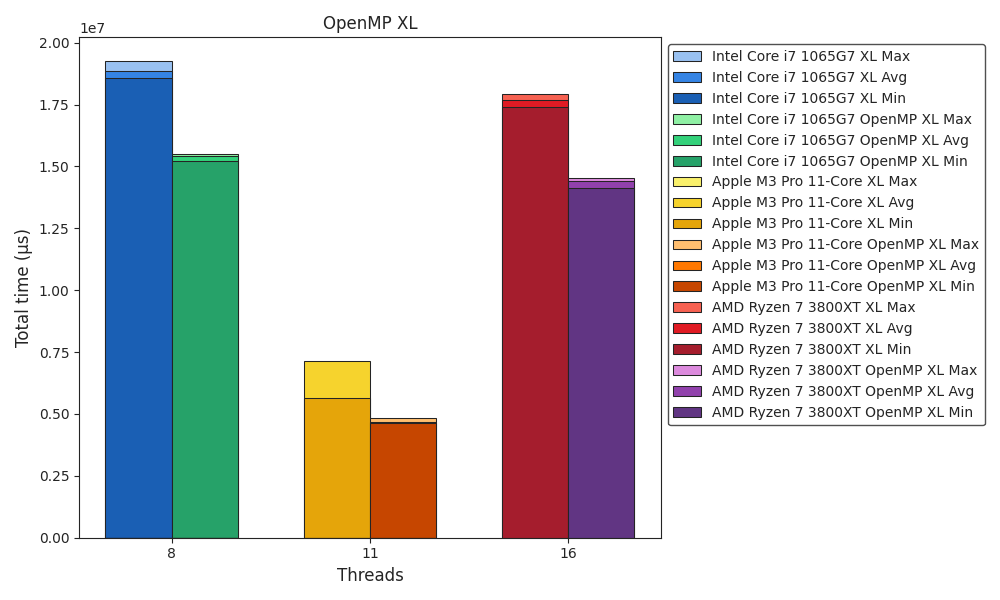 OpenMP XL
1e7
2.00
1.75
1.50
1.25
1.00
0.75
0.50
0.25
0.00
Total time (μs)
8
11
16
Threads
Intel Core i7 1065G7 XL Max
Intel Core i7 1065G7 XL Avg
Intel Core i7 1065G7 XL Min
Intel Core i7 1065G7 OpenMP XL Max
Intel Core i7 1065G7 OpenMP XL Avg
Intel Core i7 1065G7 OpenMP XL Min
Apple M3 Pro 11-Core XL Max
Apple M3 Pro 11-Core XL Avg
Apple M3 Pro 11-Core XL Min
Apple M3 Pro 11-Core OpenMP XL Max
Apple M3 Pro 11-Core OpenMP XL Avg
Apple M3 Pro 11-Core OpenMP XL Min
AMD Ryzen 7 3800XT XL Max
AMD Ryzen 7 3800XT XL Avg
AMD Ryzen 7 3800XT XL Min
AMD Ryzen 7 3800XT OpenMP XL Max
AMD Ryzen 7 3800XT OpenMP XL Avg
AMD Ryzen 7 3800XT OpenMP XL Min